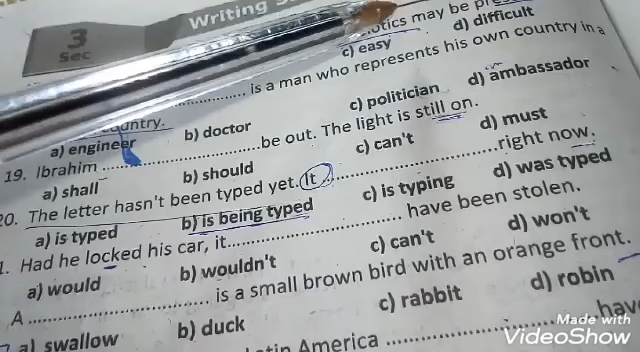 3
Sec
Writing
may be
c) easy d) difficult
is a man who represents his own country in a
country.
a) engineer b) doctor c) politician d) ambassador
19. Ibrahim ............ be out. The light is still on.
a) shall b) should c) can't d) must
20. The letter hasn't been typed yet. It ............ right now.
a) is typed b) is being typed c) is typing d) was typed
Had he locked his car, it............ have been stolen.
a) would b) wouldn't c) can't d) won't
A ............ is a small brown bird with an orange front.
a) swallow b) duck c) rabbit d) robin
America ............
Made with
VideoShow